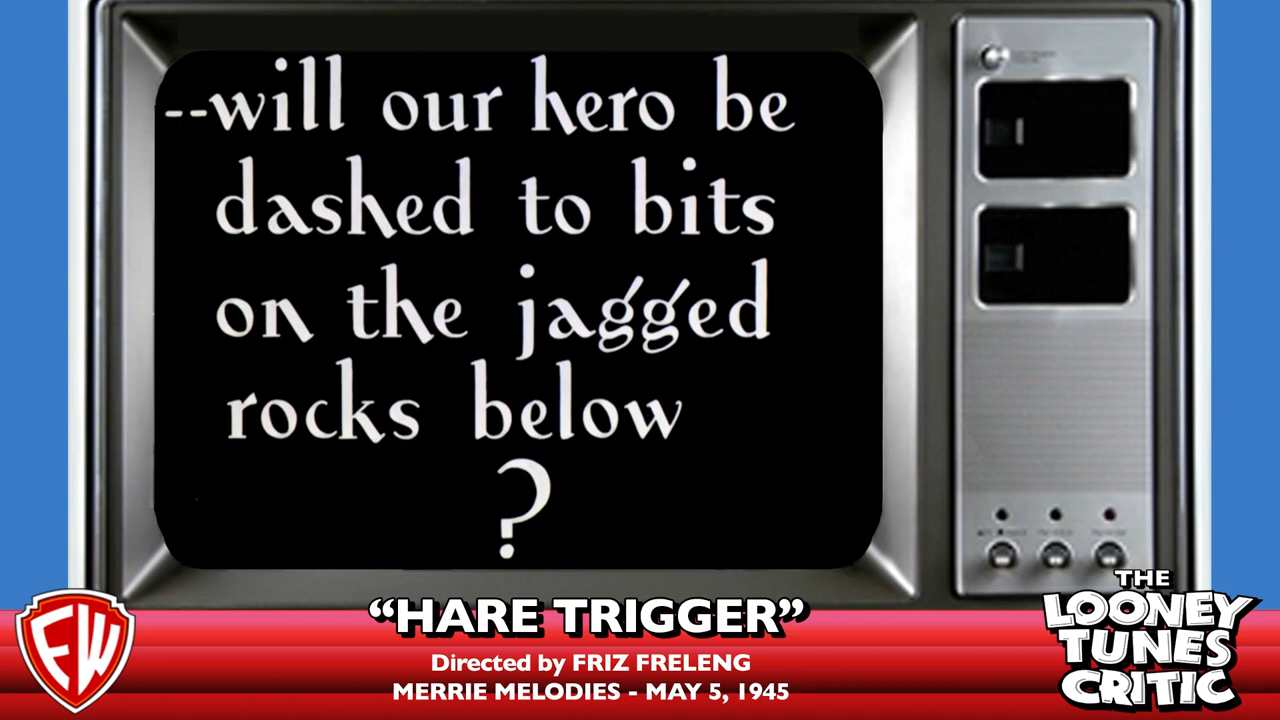 --will our hero be
dashed to bits
on the jagged
rocks below
?
FW
“HARE TRIGGER”
Directed by FRIZ FRELENG
MERRIE MELODIES - MAY 5, 1945
THE
LOONEY
TUNES
CRITIC